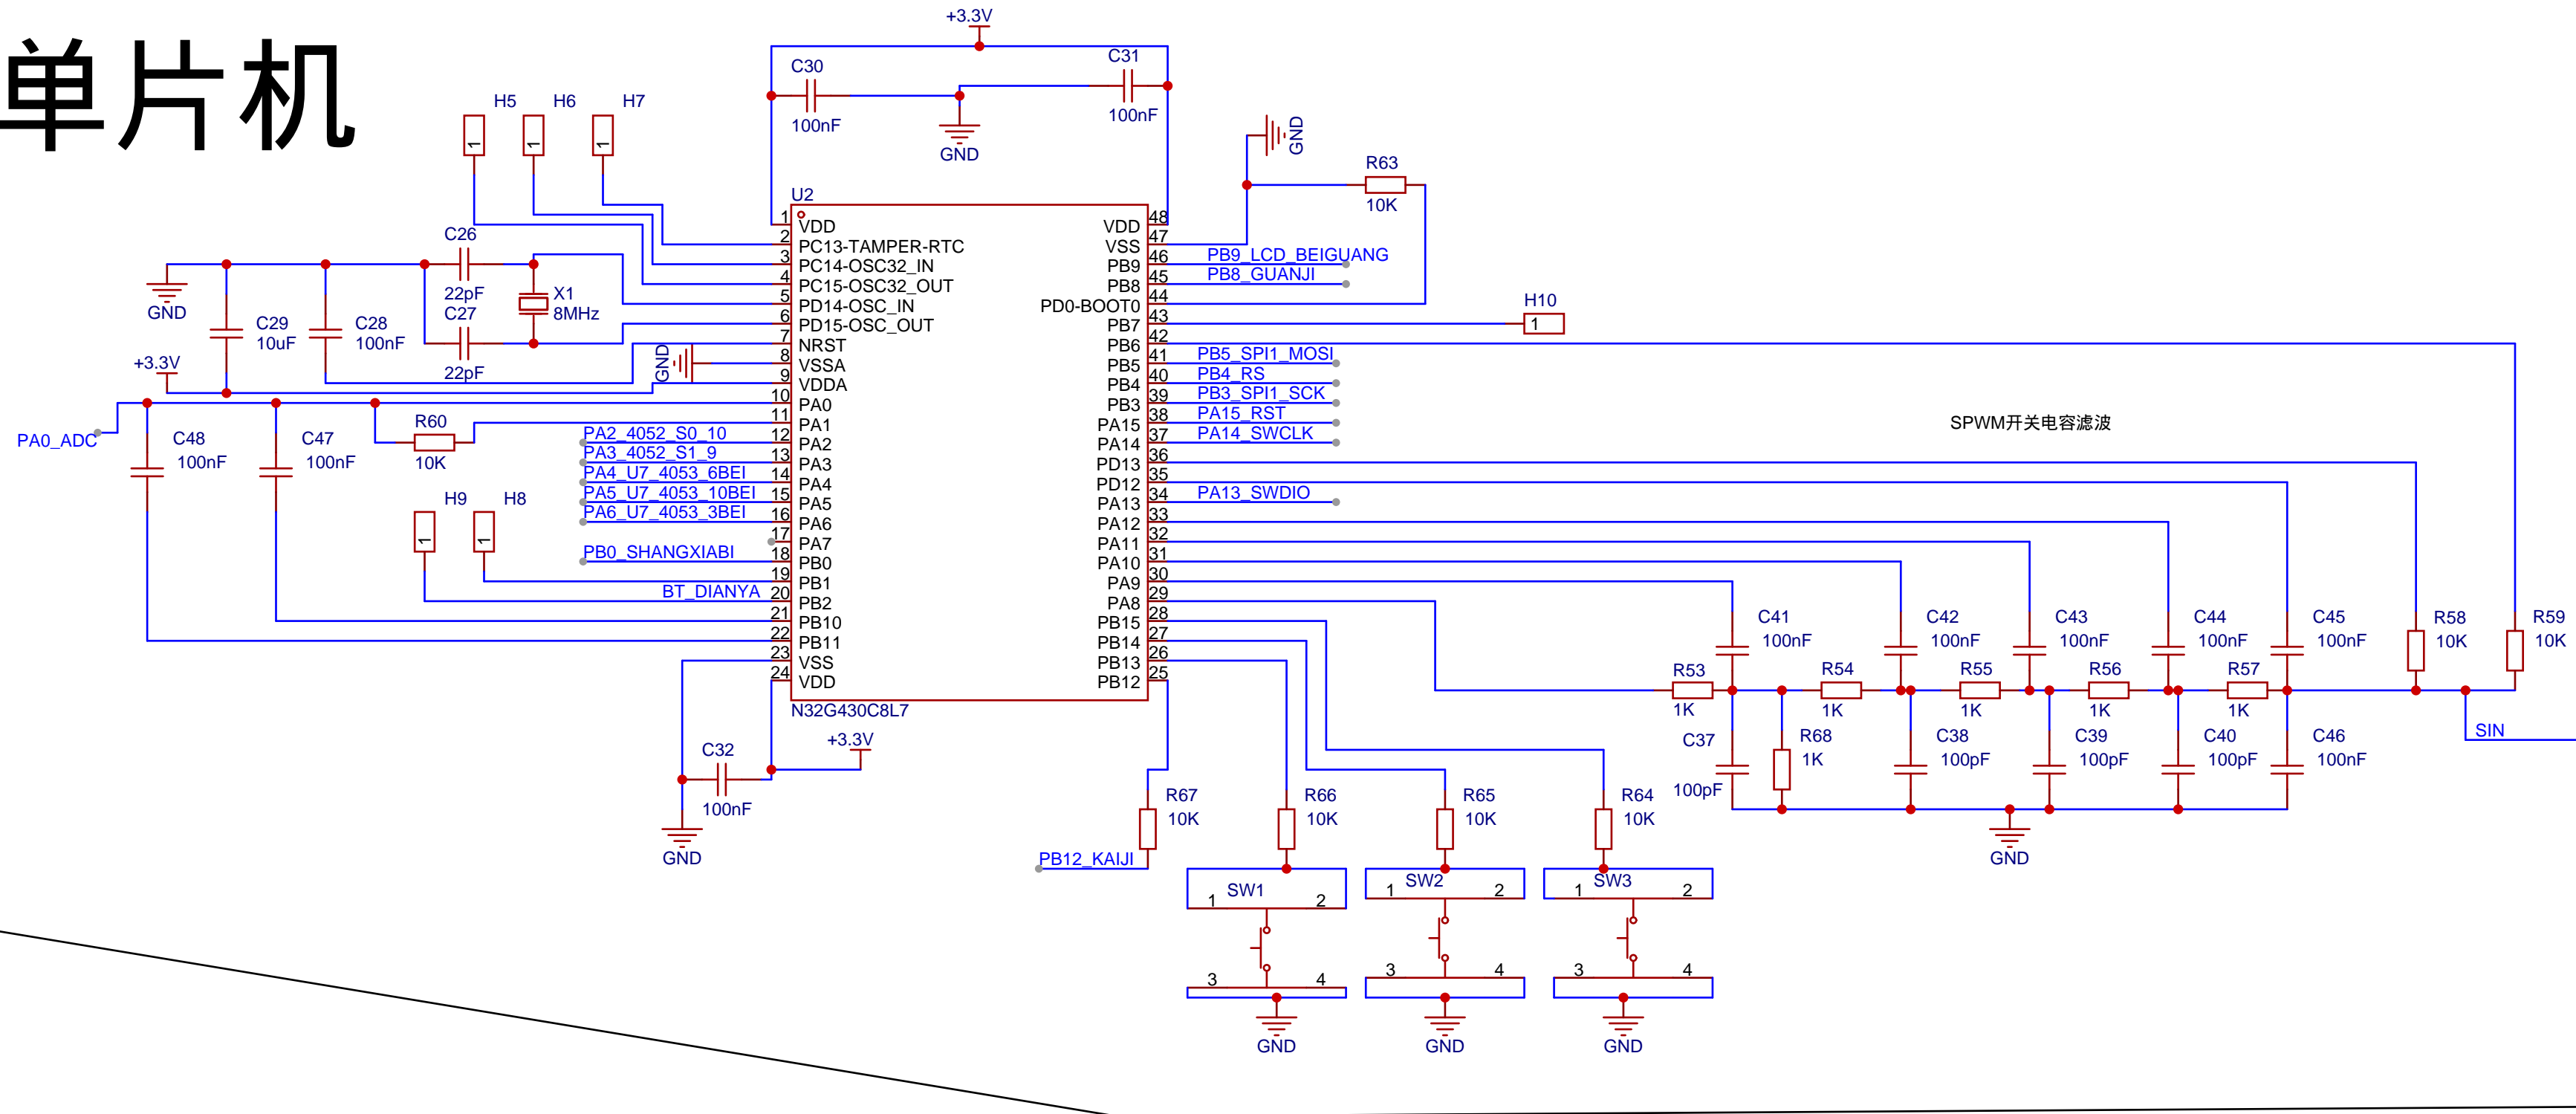 单片机
+3.3V
C30
100nF
C31
100nF
GND
H5
H6
H7
1
1
1
GND
R63
10K
U2
C26
22pF
C27
22pF
X1
8MHz
GND
C29
10uF
C28
100nF
+3.3V
GND
PA0_ADC
C48
100nF
C47
100nF
R60
10K
H9
H8
1
1
PA2_4052_S0_10
PA3_4052_S1_9
PA4_U7_4053_6BEI
PA5_U7_4053_10BEI
PA6_U7_4053_3BEI
PB0_SHANGXIABI
BT_DIANYA
1 VDD
2 PC13-TAMPER-RTC
3 PC14-OSC32_IN
4 PC15-OSC32_OUT
5 PD14-OSC_IN
6 PD15-OSC_OUT
7 NRST
8 VSSA
9 VDDA
10 PA0
11 PA1
12 PA2
13 PA3
14 PA4
15 PA5
16 PA6
17 PA7
18 PB0
19 PB1
20 PB2
21 PB10
22 PB11
23 VSS
24 VDD
VDD 48
VSS 47
PB9 46
PB8 45
PD0-BOOT0 44
PB7 43
PB6 42
PB5 41
PB4 40
PB3 39
PA15 38
PA14 37
PD13 36
PD12 35
PA13 34
PA12 33
PA11 32
PA10 31
PA9 30
PA8 29
PB15 28
PB14 27
PB13 26
PB12 25
N32G430C8L7
PB9_LCD_BEIGUANG
PB8_GUANJI
H10
1
PB5_SPI1_MOSI
PB4_RS
PB3_SPI1_SCK
PA15_RST
PA14_SWCLK
PA13_SWDIO
SPWM开关电容滤波
C41
100nF
C42
100nF
C43
100nF
C44
100nF
C45
100nF
R58
10K
R59
10K
R53
1K
R54
1K
R55
1K
R56
1K
R57
1K
C37
100pF
R68
1K
C38
100pF
C39
100pF
C40
100pF
C46
100nF
SIN
GND
C32
100nF
+3.3V
GND
R67
10K
R66
10K
R65
10K
R64
10K
PB12_KAIJI
SW1
1 2
3 4
GND
SW2
1 2
3 4
GND
SW3
1 2
3 4
GND